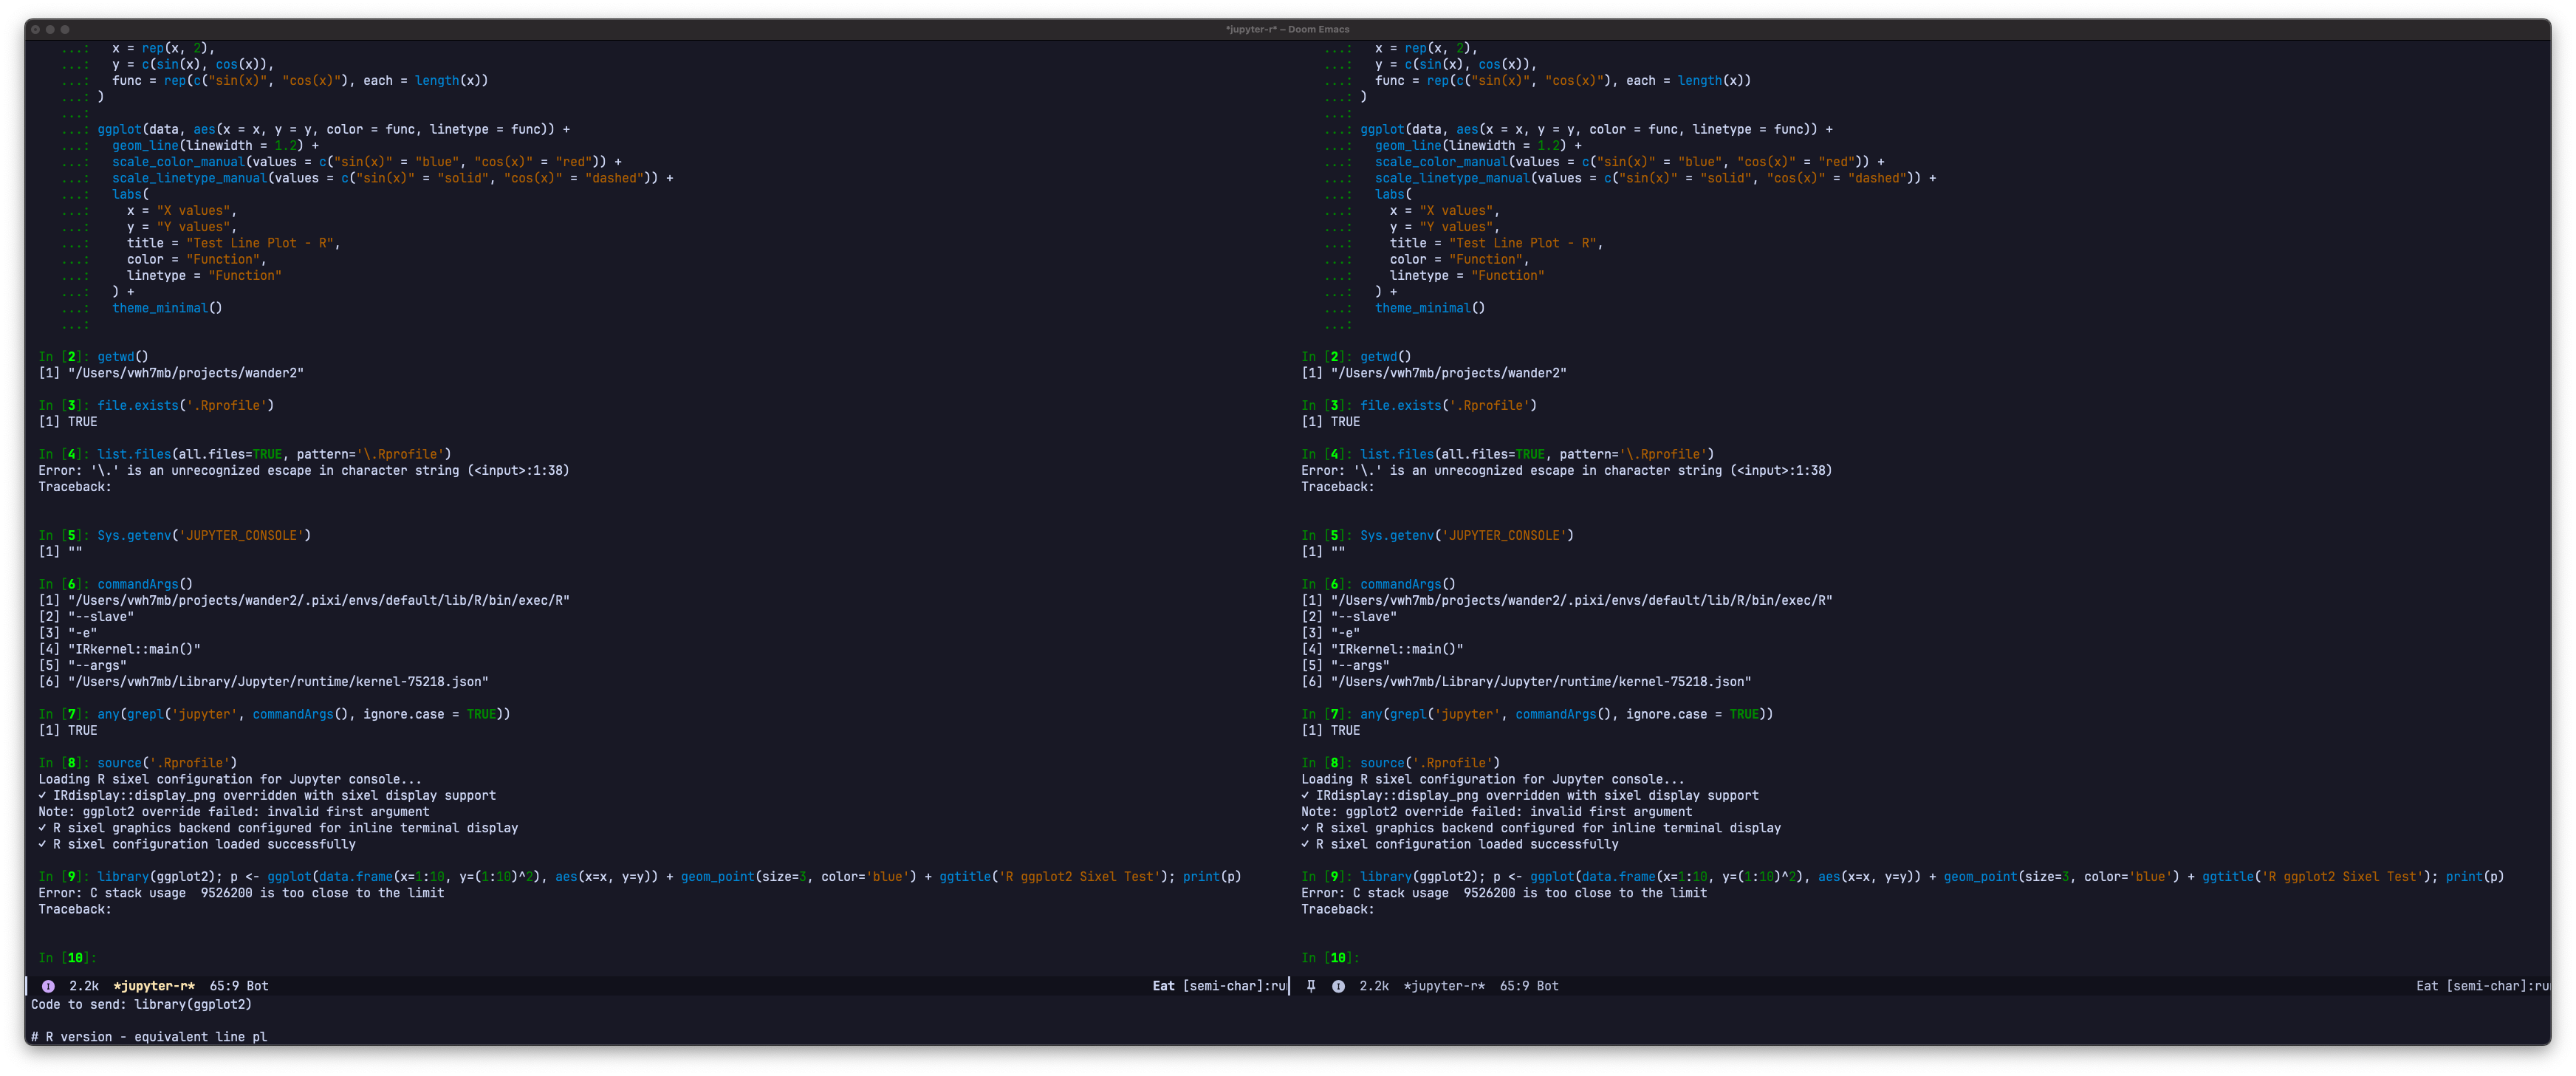 *jupyter-r* – Doom Emacs
...:   x = rep(x, 2),
...:   y = c(sin(x), cos(x)),
...:   func = rep(c("sin(x)", "cos(x)"), each = length(x))
...: )
...:
...: ggplot(data, aes(x = x, y = y, color = func, linetype = func)) +
...:   geom_line(linewidth = 1.2) +
...:   scale_color_manual(values = c("sin(x)" = "blue", "cos(x)" = "red")) +
...:   scale_linetype_manual(values = c("sin(x)" = "solid", "cos(x)" = "dashed")) +
...:   labs(
...:     x = "X values",
...:     y = "Y values",
...:     title = "Test Line Plot - R",
...:     color = "Function",
...:     linetype = "Function"
...:   ) +
...:   theme_minimal()
...:
In [2]: getwd()
[1] "/Users/vwh7mb/projects/wander2"
In [3]: file.exists('.Rprofile')
[1] TRUE
In [4]: list.files(all.files=TRUE, pattern='\.Rprofile')
Error: '\.' is an unrecognized escape in character string (<input>:1:38)
Traceback:
In [5]: Sys.getenv('JUPYTER_CONSOLE')
[1] ""
In [6]: commandArgs()
[1] "/Users/vwh7mb/projects/wander2/.pixi/envs/default/lib/R/bin/exec/R"
[2] "--slave"
[3] "-e"
[4] "IRkernel::main()"
[5] "--args"
[6] "/Users/vwh7mb/Library/Jupyter/runtime/kernel-75218.json"
In [7]: any(grepl('jupyter', commandArgs(), ignore.case = TRUE))
[1] TRUE
In [8]: source('.Rprofile')
Loading R sixel configuration for Jupyter console...
✓ IRdisplay::display_png overridden with sixel display support
Note: ggplot2 override failed: invalid first argument
✓ R sixel graphics backend configured for inline terminal display
✓ R sixel configuration loaded successfully
In [9]: library(ggplot2); p <- ggplot(data.frame(x=1:10, y=(1:10)^2), aes(x=x, y=y)) + geom_point(size=3, color='blue') + ggtitle('R ggplot2 Sixel Test'); print(p)
Error: C stack usage  9526200 is too close to the limit
Traceback:
In [10]:
2.2k *jupyter-r* 65:9 Bot Eat [semi-char]:ru
...:   x = rep(x, 2),
...:   y = c(sin(x), cos(x)),
...:   func = rep(c("sin(x)", "cos(x)"), each = length(x))
...: )
...:
...: ggplot(data, aes(x = x, y = y, color = func, linetype = func)) +
...:   geom_line(linewidth = 1.2) +
...:   scale_color_manual(values = c("sin(x)" = "blue", "cos(x)" = "red")) +
...:   scale_linetype_manual(values = c("sin(x)" = "solid", "cos(x)" = "dashed")) +
...:   labs(
...:     x = "X values",
...:     y = "Y values",
...:     title = "Test Line Plot - R",
...:     color = "Function",
...:     linetype = "Function"
...:   ) +
...:   theme_minimal()
...:
In [2]: getwd()
[1] "/Users/vwh7mb/projects/wander2"
In [3]: file.exists('.Rprofile')
[1] TRUE
In [4]: list.files(all.files=TRUE, pattern='\.Rprofile')
Error: '\.' is an unrecognized escape in character string (<input>:1:38)
Traceback:
In [5]: Sys.getenv('JUPYTER_CONSOLE')
[1] ""
In [6]: commandArgs()
[1] "/Users/vwh7mb/projects/wander2/.pixi/envs/default/lib/R/bin/exec/R"
[2] "--slave"
[3] "-e"
[4] "IRkernel::main()"
[5] "--args"
[6] "/Users/vwh7mb/Library/Jupyter/runtime/kernel-75218.json"
In [7]: any(grepl('jupyter', commandArgs(), ignore.case = TRUE))
[1] TRUE
In [8]: source('.Rprofile')
Loading R sixel configuration for Jupyter console...
✓ IRdisplay::display_png overridden with sixel display support
Note: ggplot2 override failed: invalid first argument
✓ R sixel graphics backend configured for inline terminal display
✓ R sixel configuration loaded successfully
In [9]: library(ggplot2); p <- ggplot(data.frame(x=1:10, y=(1:10)^2), aes(x=x, y=y)) + geom_point(size=3, color='blue') + ggtitle('R ggplot2 Sixel Test'); print(p)
Error: C stack usage  9526200 is too close to the limit
Traceback:
In [10]:
2.2k *jupyter-r* 65:9 Bot Eat [semi-char]:ru
Code to send: library(ggplot2)
# R version - equivalent line pl